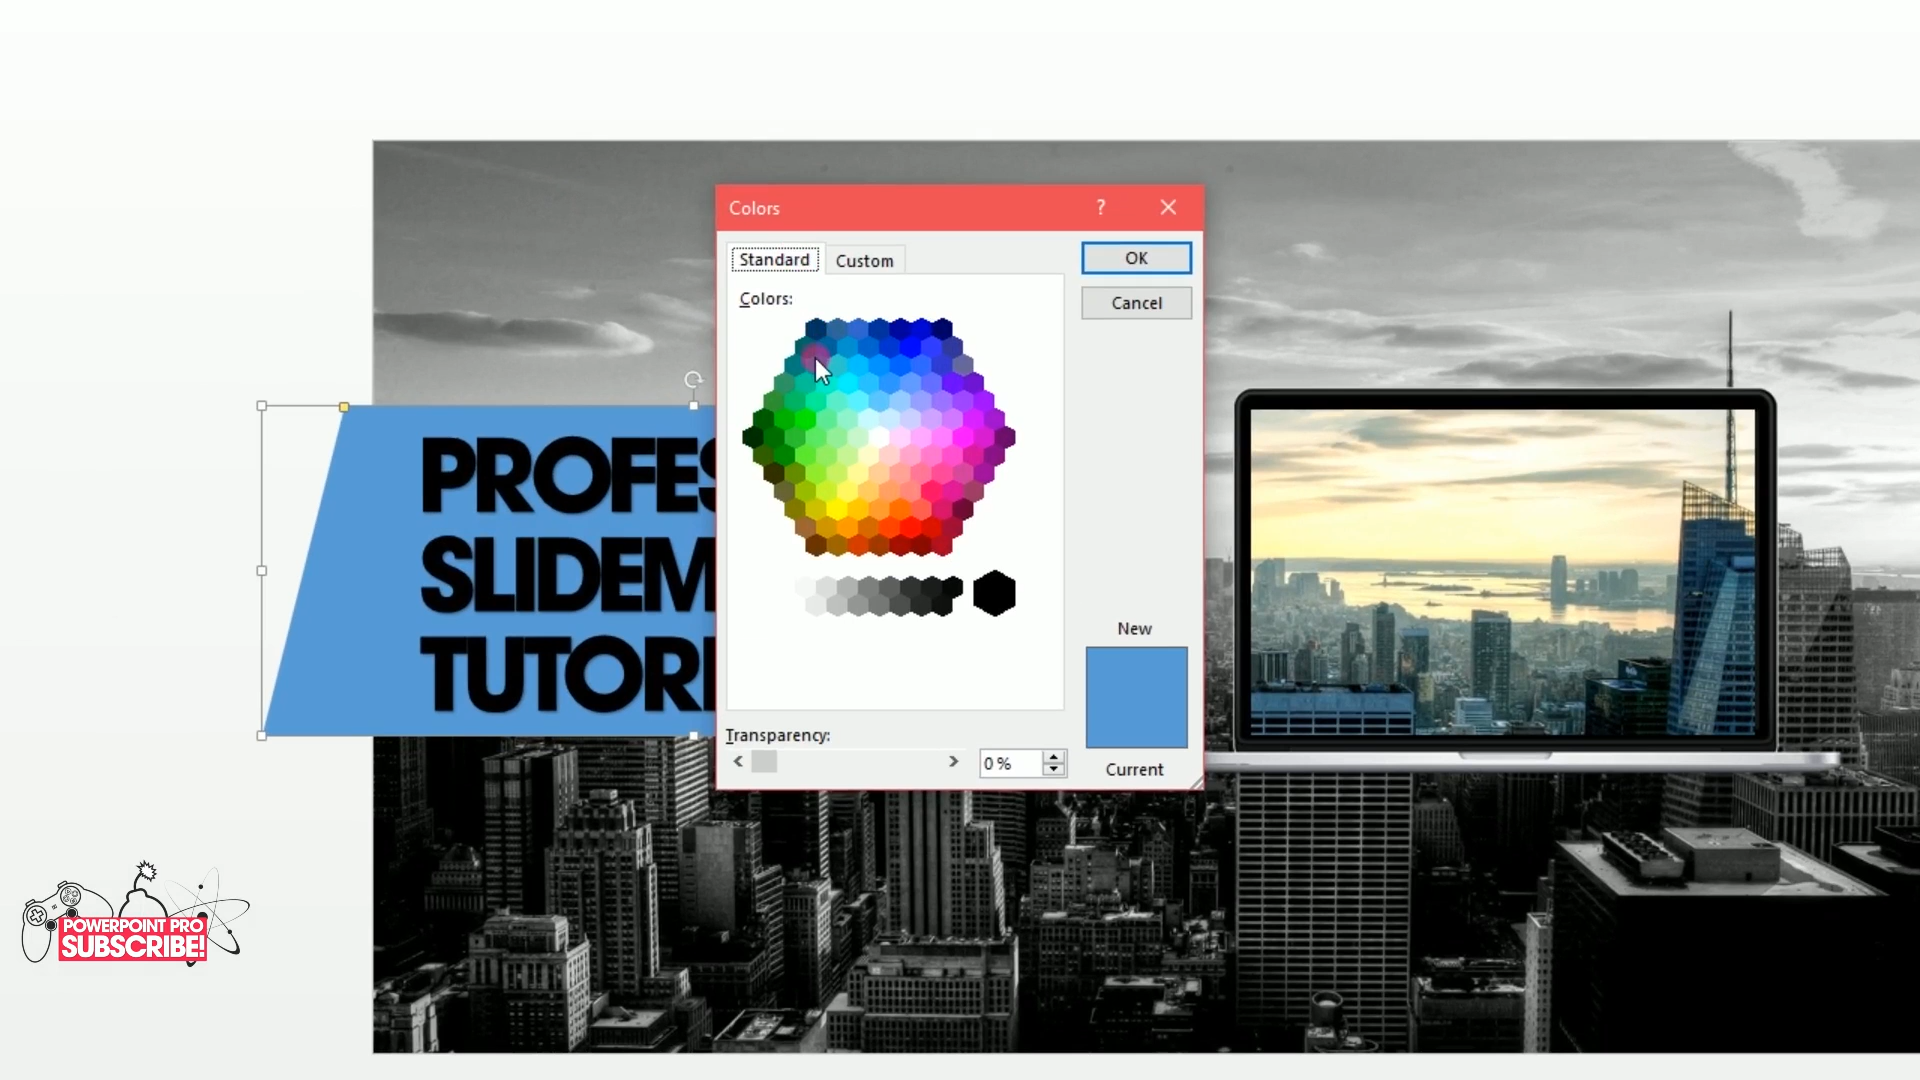 Colors
?
Standard
Custom
OK
Colors:
Cancel
PROFES
SLIDEM
TUTORI
New
Transparency:
0 %
Current
POWERPOINT PRO
SUBSCRIBE!